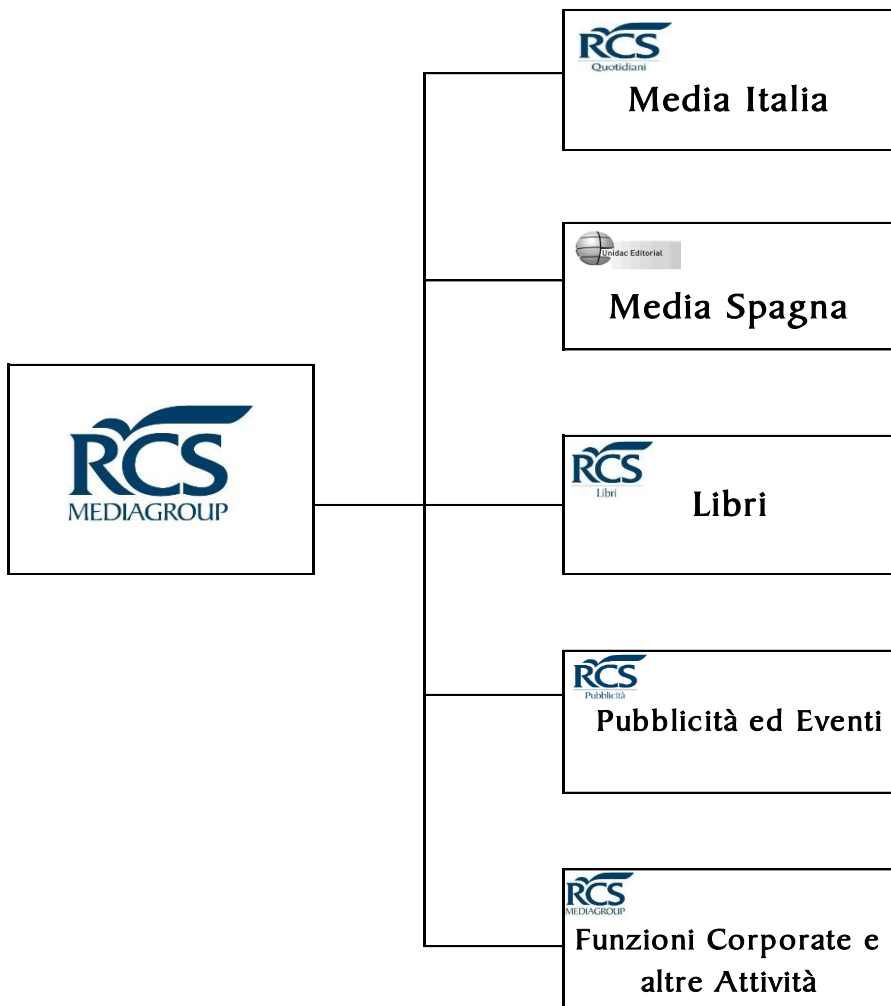 RCS
MEDIAGROUP
RCS
Quotidiani
Media Italia
Unidad Editorial
Media Spagna
RCS
Libri
Libri
RCS
Pubblicità
Pubblicità ed Eventi
RCS
MEDIAGROUP
Funzioni Corporate e
altre Attività